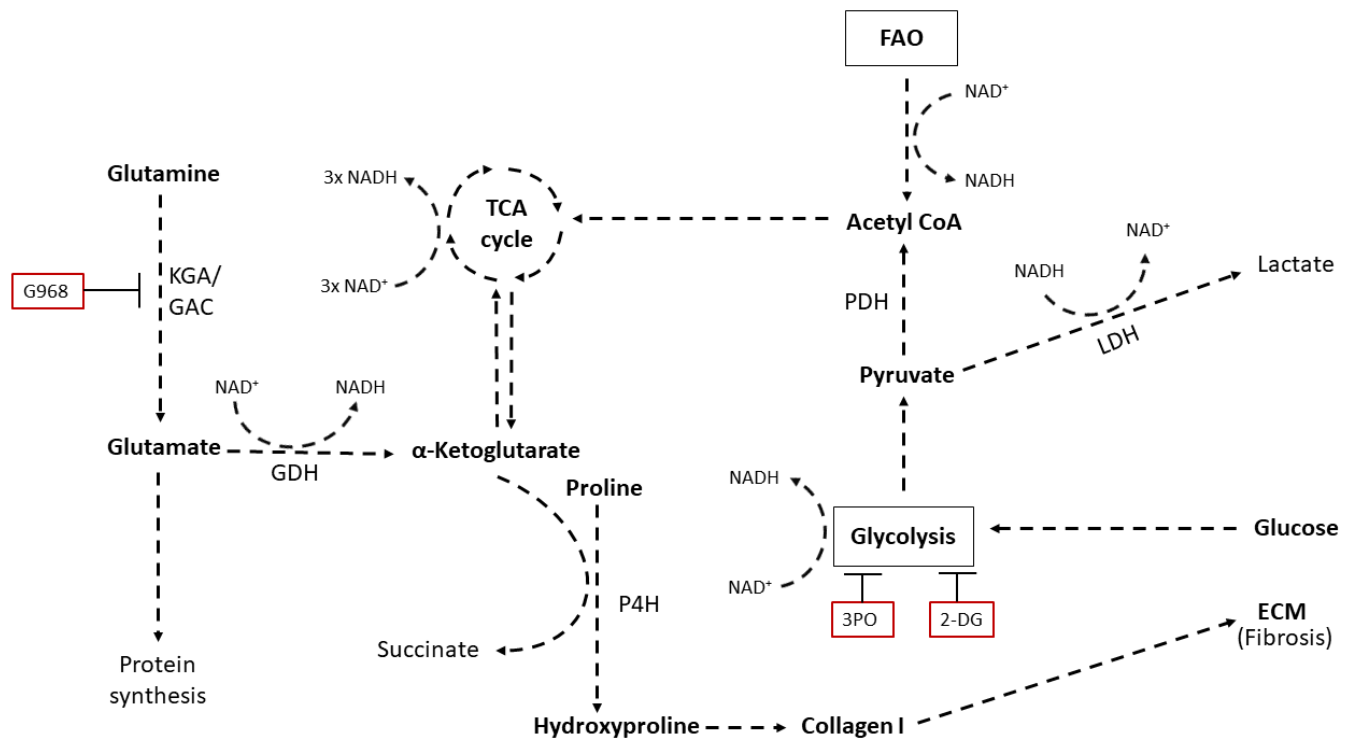 FAO
NAD⁺
NADH
Glutamine
3x NADH
TCA
cycle
Acetyl CoA
NAD⁺
NADH
Lactate
G968
KGA/
GAC
3x NAD⁺
PDH
LDH
Pyruvate
NAD⁺
NADH
Glutamate
GDH
α-Ketoglutarate
Proline
NADH
Glycolysis
Glucose
NAD⁺
P4H
3PO
2-DG
ECM
(Fibrosis)
Succinate
Protein
synthesis
Hydroxyproline
Collagen I